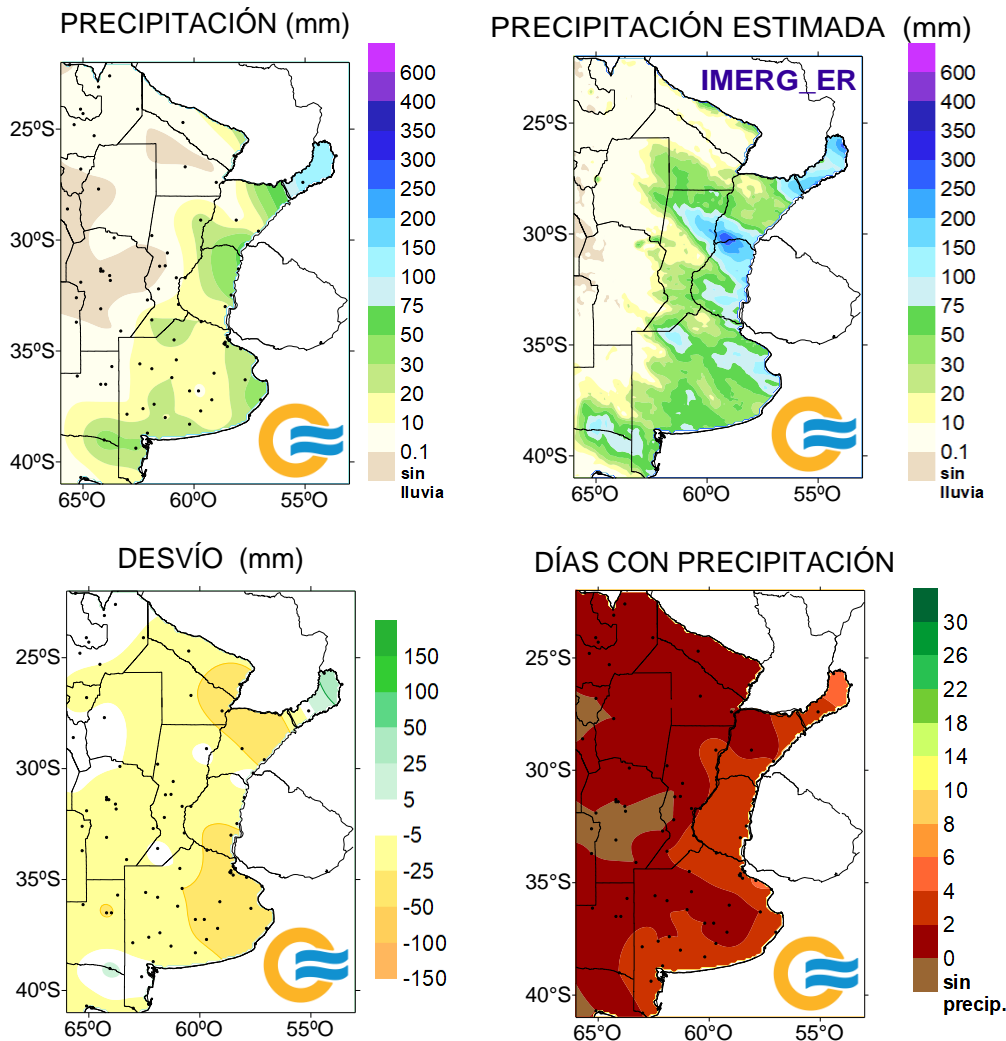 PRECIPITACIÓN (mm)
600
400
300
200
150
100
75
50
30
20
10
0.1
sin
lluvia
25ºS
30ºS
35ºS
40ºS
65ºO
60ºO
55ºO
PRECIPITACIÓN ESTIMADA (mm)
IMERG_ER
600
400
300
200
150
100
75
50
30
20
10
0.1
sin
lluvia
25ºS
30ºS
35ºS
40ºS
65ºO
60ºO
55ºO
DESVÍO (mm)
150
100
50
25
5
-5
-25
-50
-100
-150
25ºS
30ºS
35ºS
40ºS
65ºO
60ºO
55ºO
DÍAS CON PRECIPITACIÓN
30
26
22
18
14
10
8
6
4
2
0
sin
precip.
25ºS
30ºS
35ºS
40ºS
65ºO
60ºO
55ºO